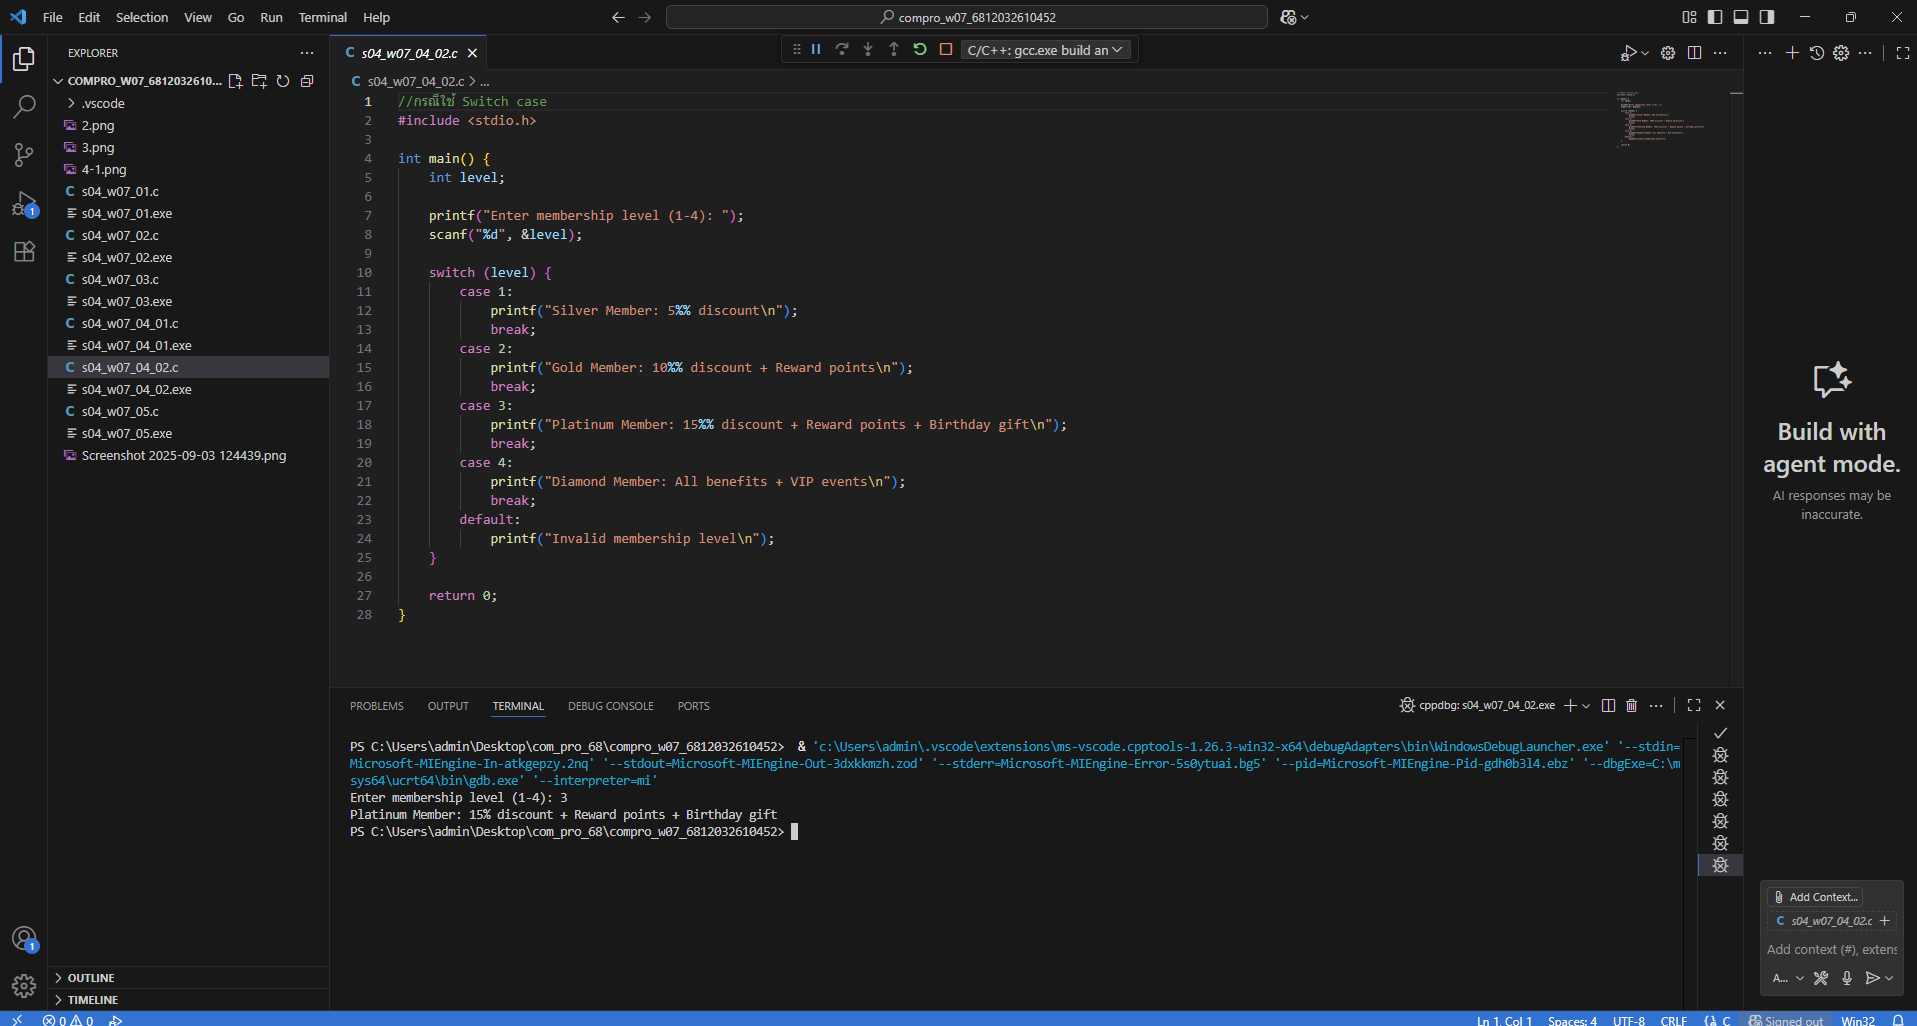 File Edit Selection View Go Run Terminal Help
compro_w07_6812032610452
EXPLORER
COMPRO_W07_6812032610...
.vscode
2.png
3.png
4-1.png
s04_w07_01.c
s04_w07_01.exe
s04_w07_02.c
s04_w07_02.exe
s04_w07_03.c
s04_w07_03.exe
s04_w07_04_01.c
s04_w07_04_01.exe
s04_w07_04_02.c
s04_w07_04_02.exe
s04_w07_05.c
s04_w07_05.exe
Screenshot 2025-09-03 124439.png
OUTLINE
TIMELINE
C s04_w07_04_02.c
C/C++: gcc.exe build an
C s04_w07_04_02.c > ...
1 //กรณีใช้ Switch case
2 #include <stdio.h>
3
4 int main() {
5 int level;
6
7 printf("Enter membership level (1-4): ");
8 scanf("%d", &level);
9
10 switch (level) {
11 case 1:
12 printf("Silver Member: 5%% discount\n");
13 break;
14 case 2:
15 printf("Gold Member: 10%% discount + Reward points\n");
16 break;
17 case 3:
18 printf("Platinum Member: 15%% discount + Reward points + Birthday gift\n");
19 break;
20 case 4:
21 printf("Diamond Member: All benefits + VIP events\n");
22 break;
23 default:
24 printf("Invalid membership level\n");
25 }
26
27 return 0;
28 }
PROBLEMS OUTPUT TERMINAL DEBUG CONSOLE PORTS
cppdbg: s04_w07_04_02.exe
PS C:\Users\admin\Desktop\com_pro_68\compro_w07_6812032610452> & 'c:\Users\admin\.vscode\extensions\ms-vscode.cpptools-1.26.3-win32-x64\debugAdapters\bin\WindowsDebugLauncher.exe' '--stdin=
Microsoft-MIEngine-In-atkgepzy.2nq' '--stdout=Microsoft-MIEngine-Out-3dxkkmzh.zod' '--stderr=Microsoft-MIEngine-Error-5s0ytuai.bg5' '--pid=Microsoft-MIEngine-Pid-gdh0b3l4.ebz' '--dbgExe=C:\m
sys64\ucrt64\bin\gdb.exe' '--interpreter=mi'
Enter membership level (1-4): 3
Platinum Member: 15% discount + Reward points + Birthday gift
PS C:\Users\admin\Desktop\com_pro_68\compro_w07_6812032610452>
Build with
agent mode.
AI responses may be
inaccurate.
Add Context...
C s04_w07_04_02.c
Add context (#), extens
A...
0 0
Ln 1, Col 1 Spaces: 4 UTF-8 CRLF {} C Signed out Win32
1
1